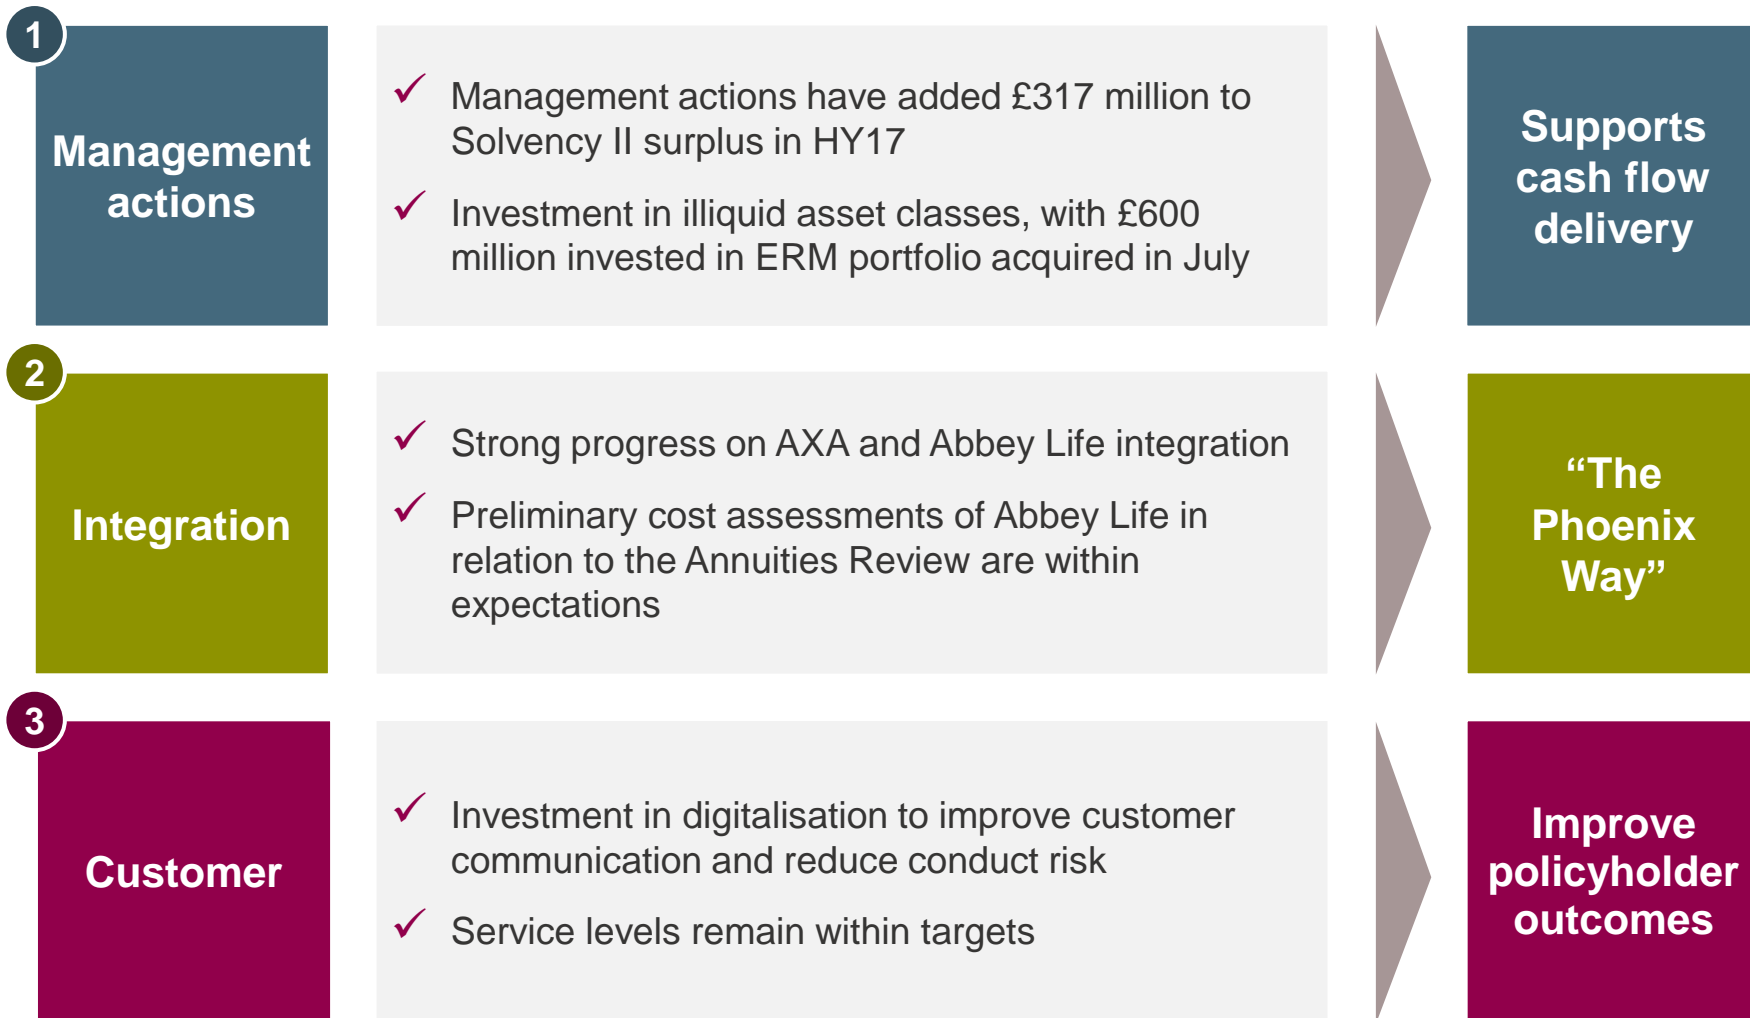 1
Management
actions
✓ Management actions have added £317 million to
Solvency II surplus in HY17
✓ Investment in illiquid asset classes, with £600
million invested in ERM portfolio acquired in July
Supports
cash flow
delivery
2
Integration
✓ Strong progress on AXA and Abbey Life integration
✓ Preliminary cost assessments of Abbey Life in
relation to the Annuities Review are within
expectations
“The
Phoenix
Way”
3
Customer
✓ Investment in digitalisation to improve customer
communication and reduce conduct risk
✓ Service levels remain within targets
Improve
policyholder
outcomes